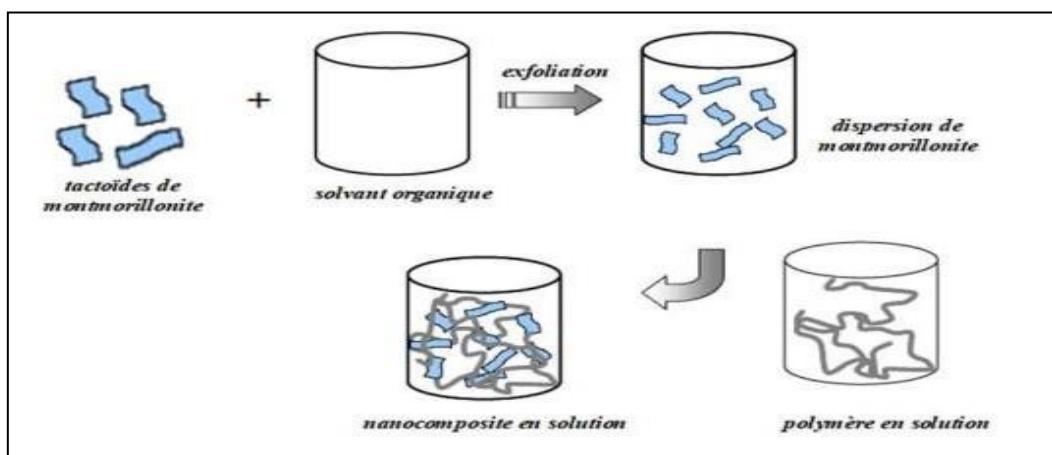 tactoïdes de
montmorillonite
+
solvant organique
exfoliation
dispersion de
montmorillonite
nanocomposite en solution
polymère en solution